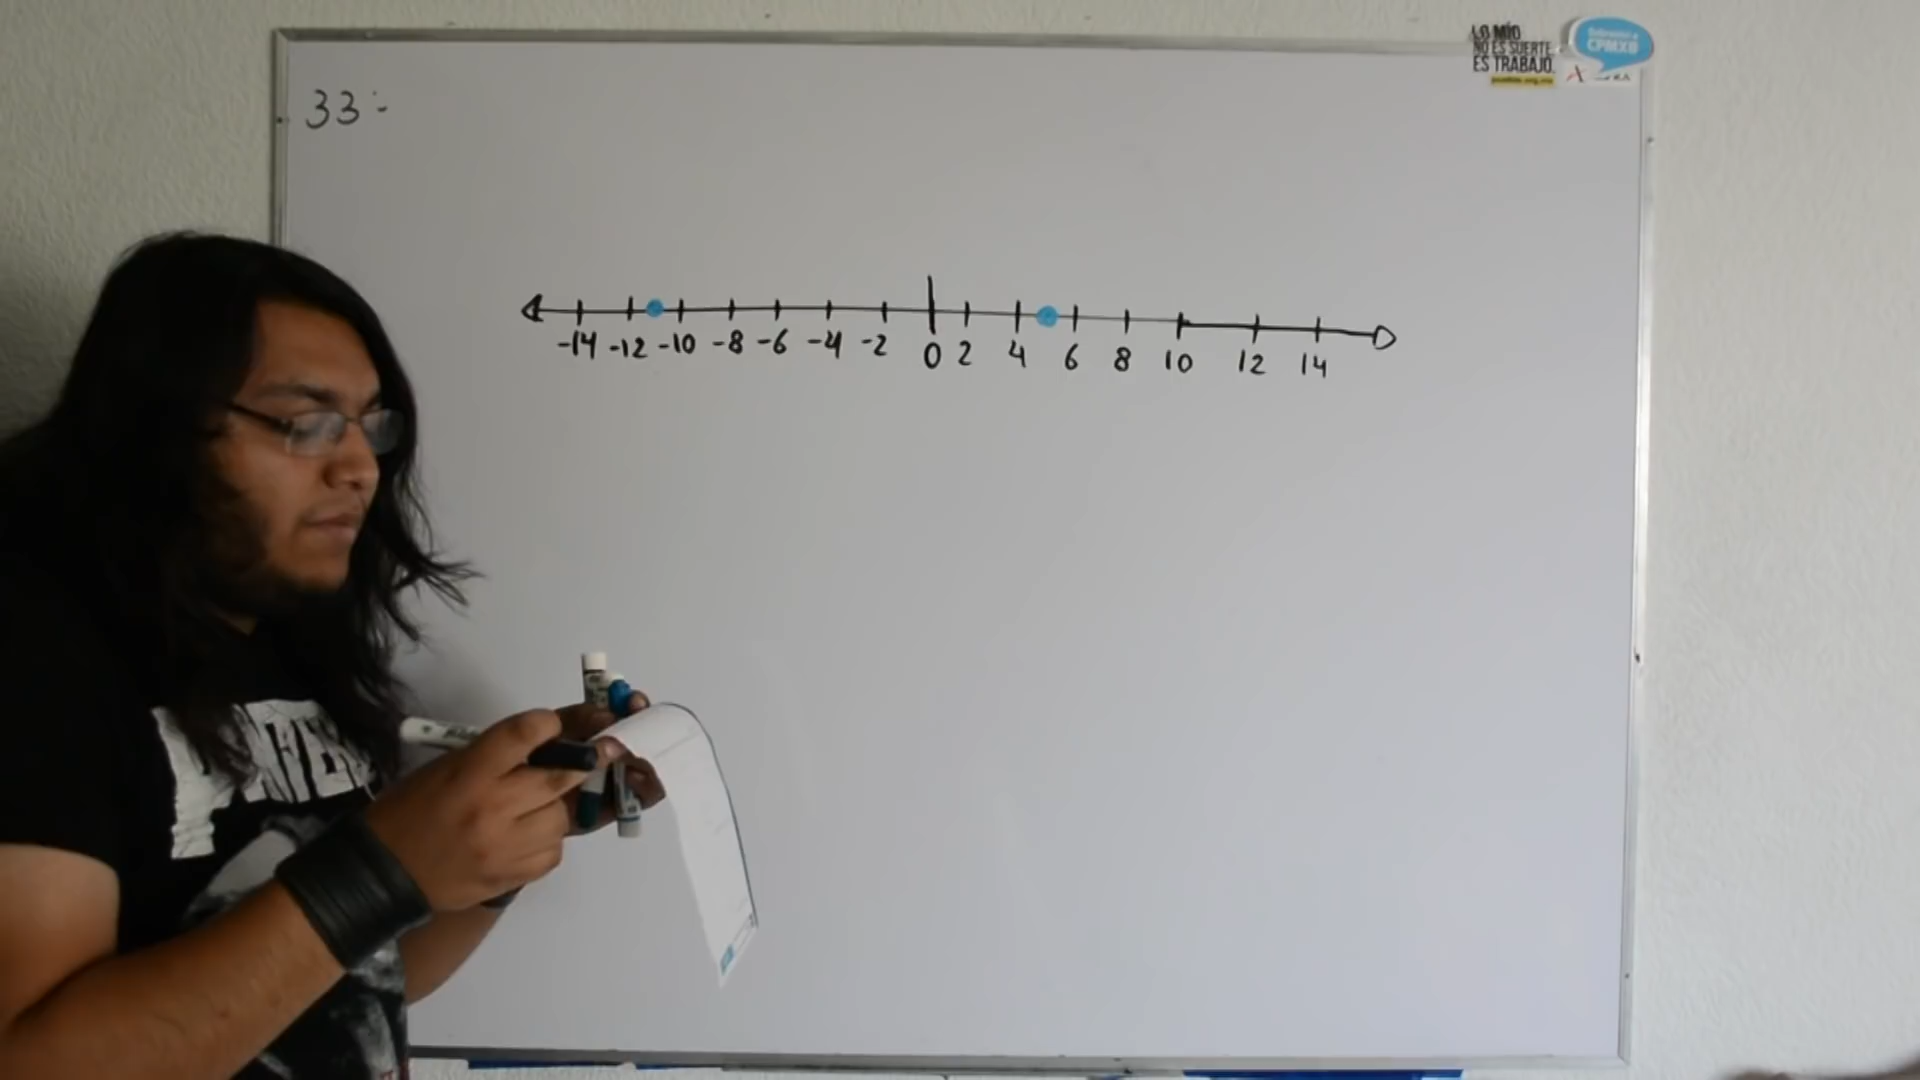 33:-
LO MÍO
NO ES SUERTE,
ES TRABAJO.
CPMX8
-14 -12 -10 -8 -6 -4 -2 0 2 4 6 8 10 12 14